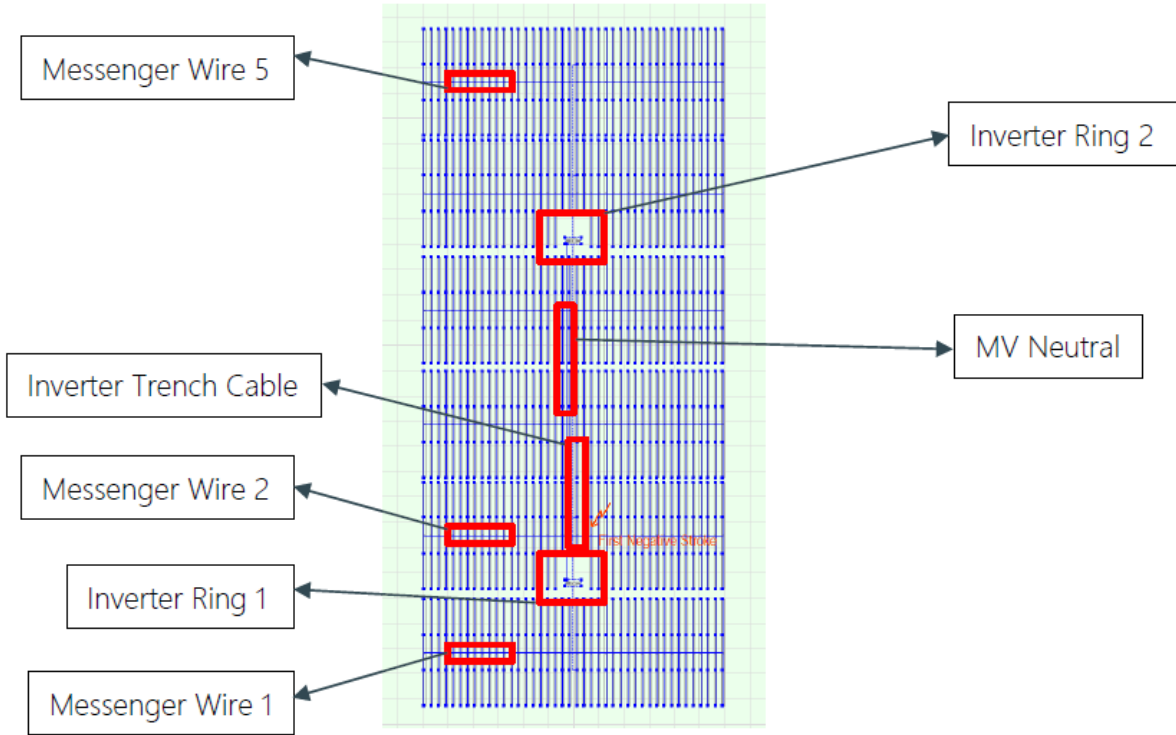 Messenger Wire 5
Inverter Ring 2
MV Neutral
Inverter Trench Cable
Messenger Wire 2
First Negative Stroke
Inverter Ring 1
Messenger Wire 1